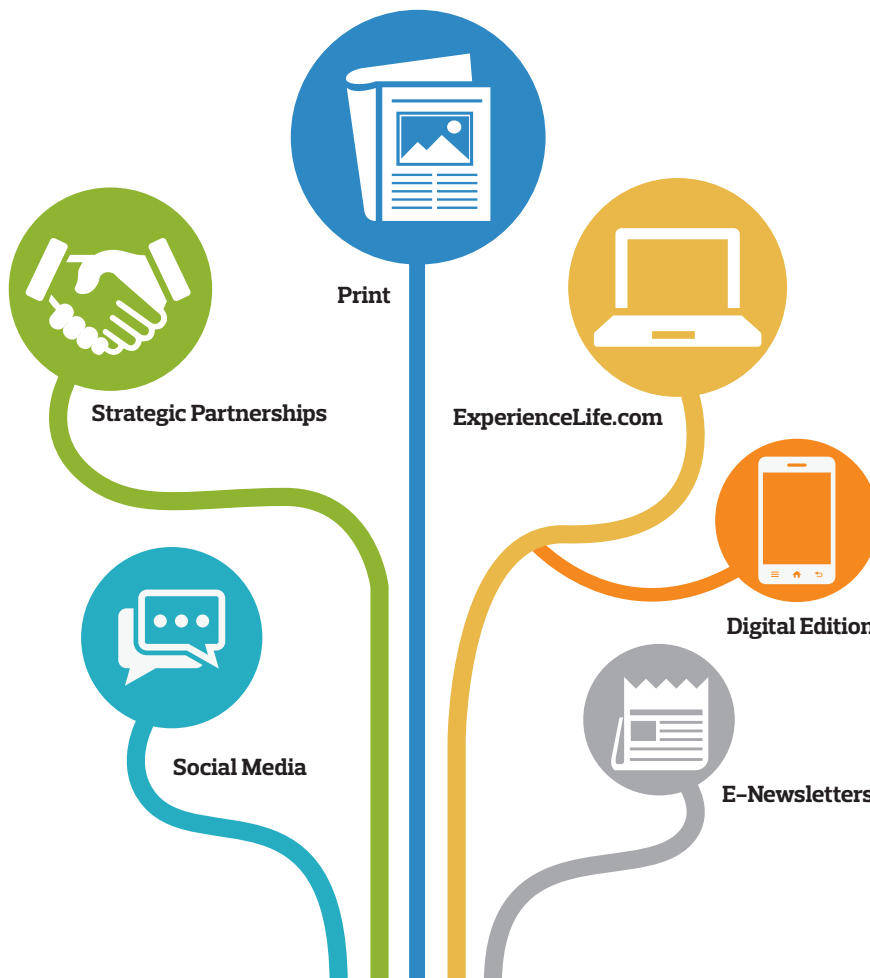 Print
Strategic Partnerships
ExperienceLife.com
Digital Edition
Social Media
E-Newsletters